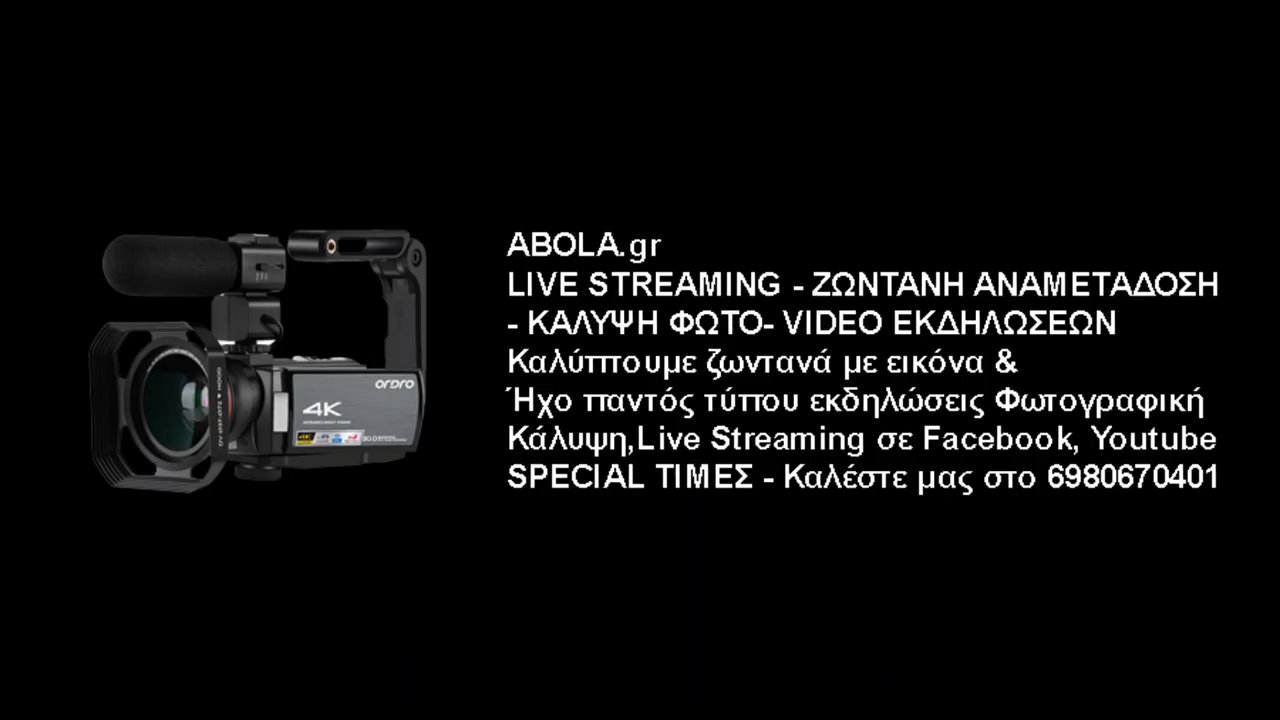 ABOLA.gr
LIVE STREAMING - ΖΩΝΤΑΝΗ ΑΝΑΜΕΤΑΔΟΣΗ
- ΚΑΛΥΨΗ ΦΩΤΟ- VIDEO ΕΚΔΗΛΩΣΕΩΝ
Καλύπτουμε ζωντανά με εικόνα &
Ήχο παντός τύπου εκδηλώσεις Φωτογραφική
Κάλυψη,Live Streaming σε Facebook, Youtube
SPECIAL ΤΙΜΕΣ - Καλέστε μας στο 6980670401
ORDRO
4K